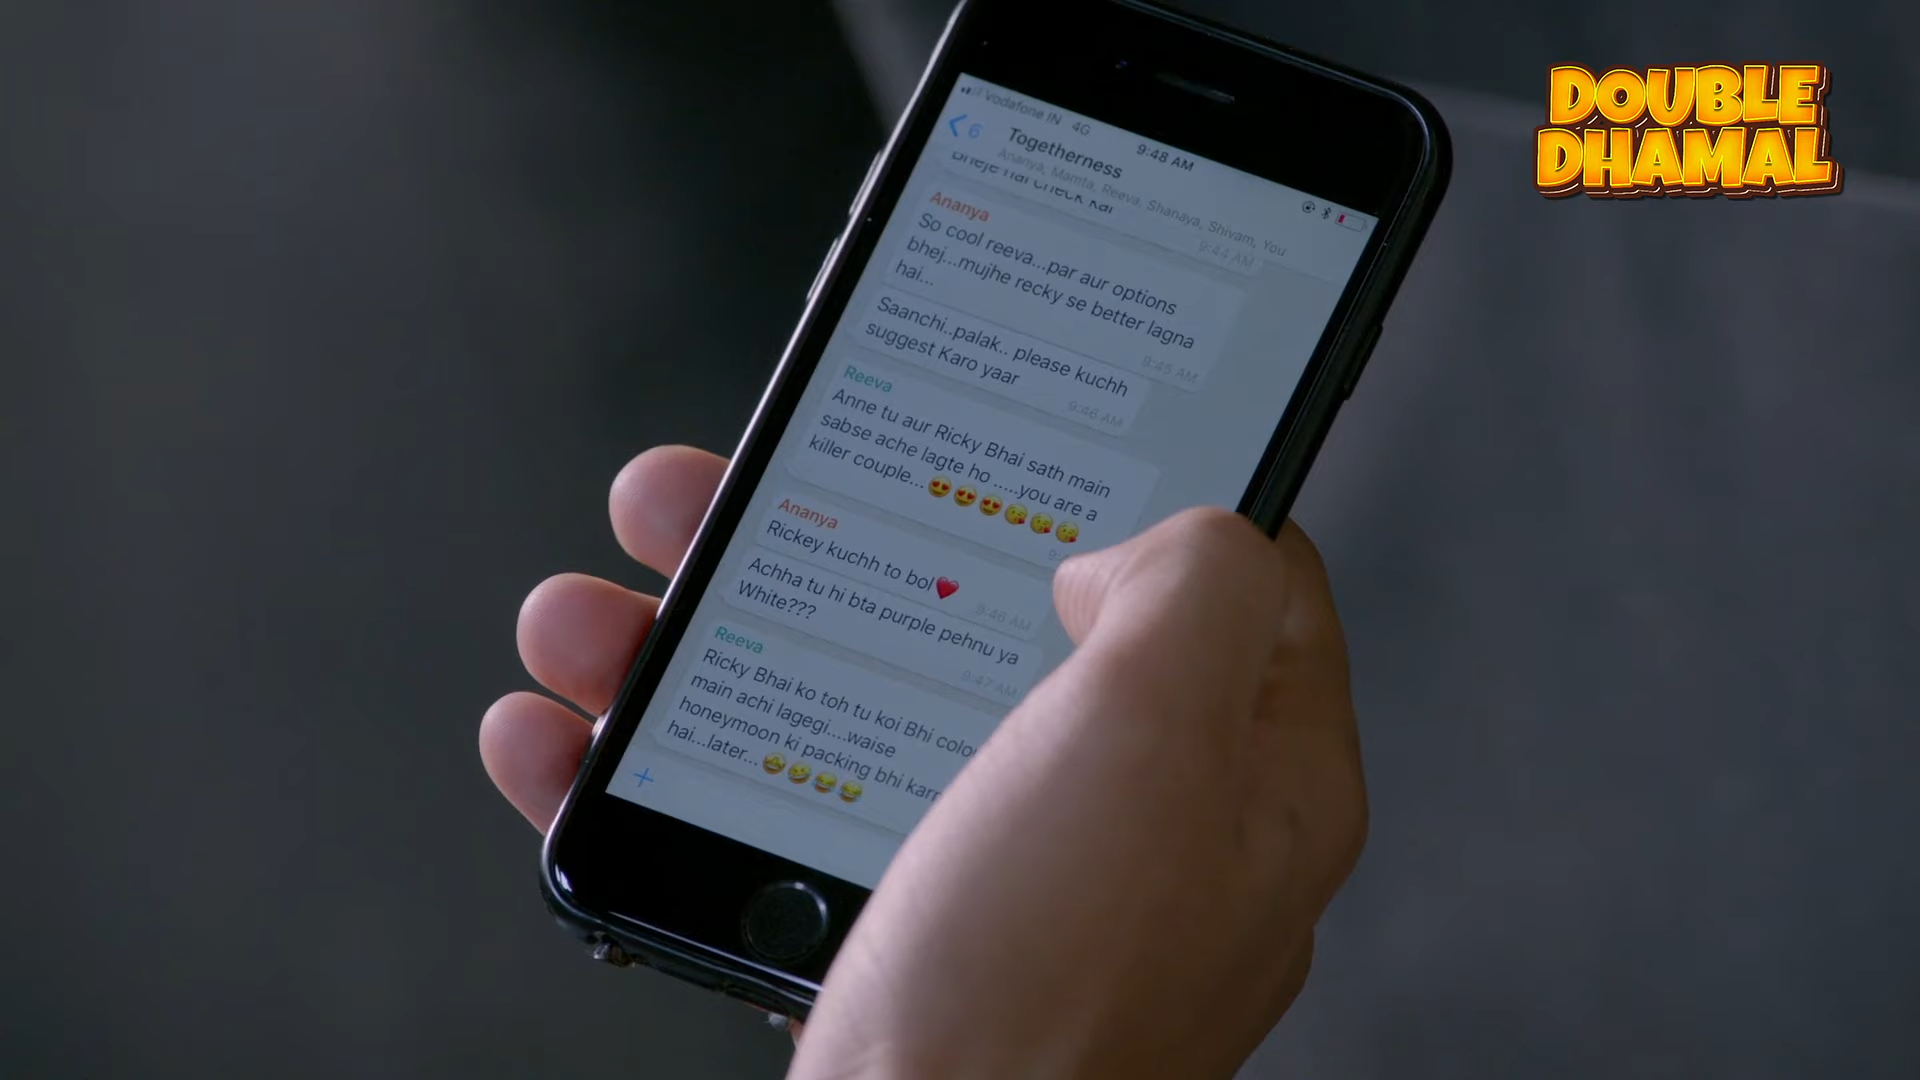 DOUBLE
DHAMAL
Vodafone IN 4G
9:48 AM
6
Togetherness
Ananya, Mamta, Reeva, Shanaya, Shivam, You
9:44 AM
Ananya
So cool reeva...par aur options
bhej...mujhe recky se better lagna
hai...
9:45 AM
Saanchi..palak.. please kuchh
suggest Karo yaar
9:46 AM
Reeva
Anne tu aur Ricky Bhai sath main
sabse ache lagte ho .....you are a
killer couple...😍😍😍😘😘😘
Ananya
Rickey kuchh to bol❤️
9:46 AM
Achha tu hi bta purple pehnu ya
White???
9:47 AM
Reeva
Ricky Bhai ko toh tu koi Bhi
main achi lagegi....waise
honeymoon ki packing bhi
hai...later...